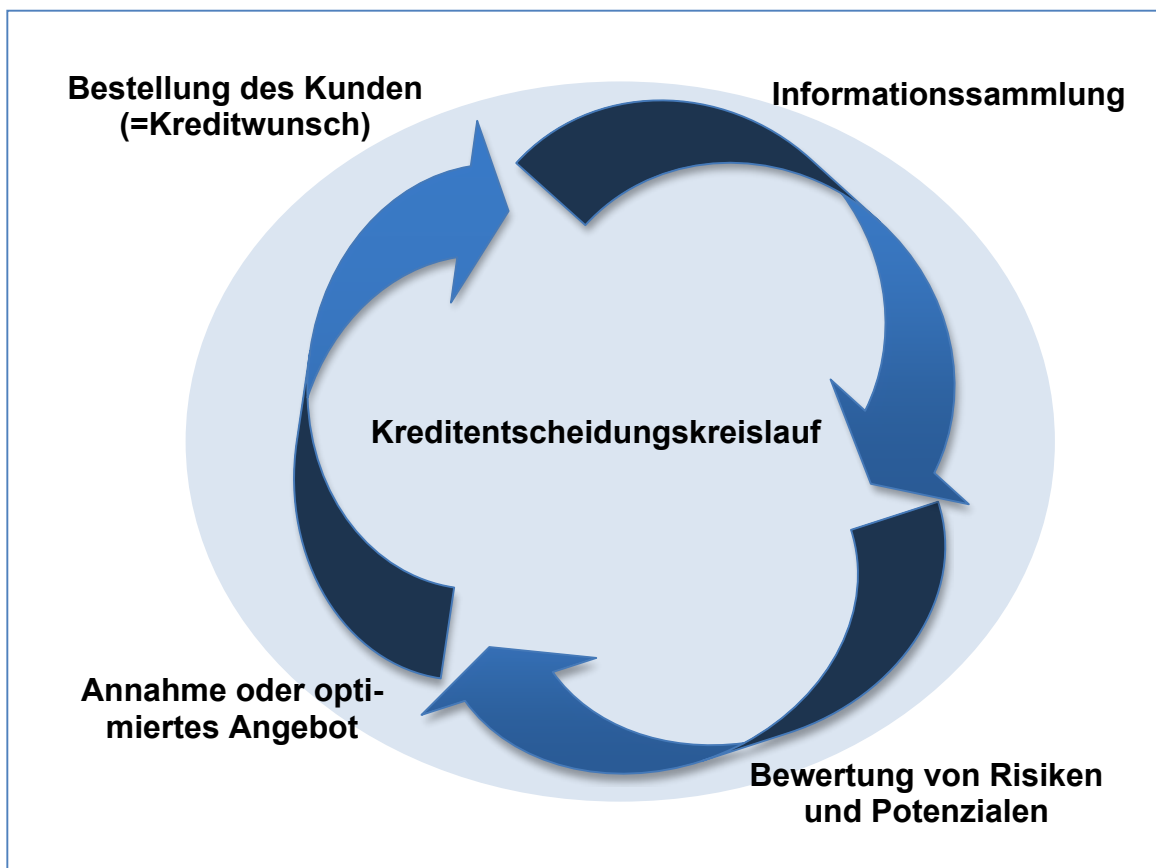 Bestellung des Kunden
(=Kreditwunsch)
Informationssammlung
Kreditentscheidungskreislauf
Annahme oder opti-
miertes Angebot
Bewertung von Risiken
und Potenzialen